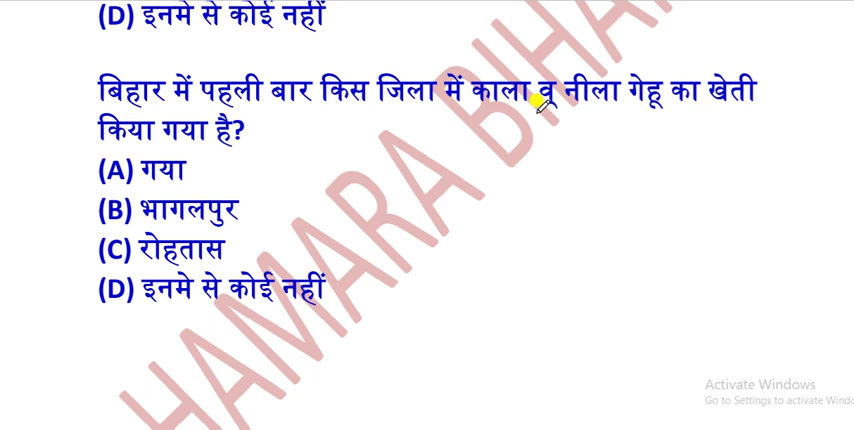 (D) इनमे से कोई नहीं
बिहार में पहली बार किस जिला में काला व नीला गेहू का खेती
किया गया है?
(A) गया
(B) भागलपुर
(C) रोहतास
(D) इनमे से कोई नहीं
HAMARA BIHA
Activate Windows
Go to Settings to activate Windo